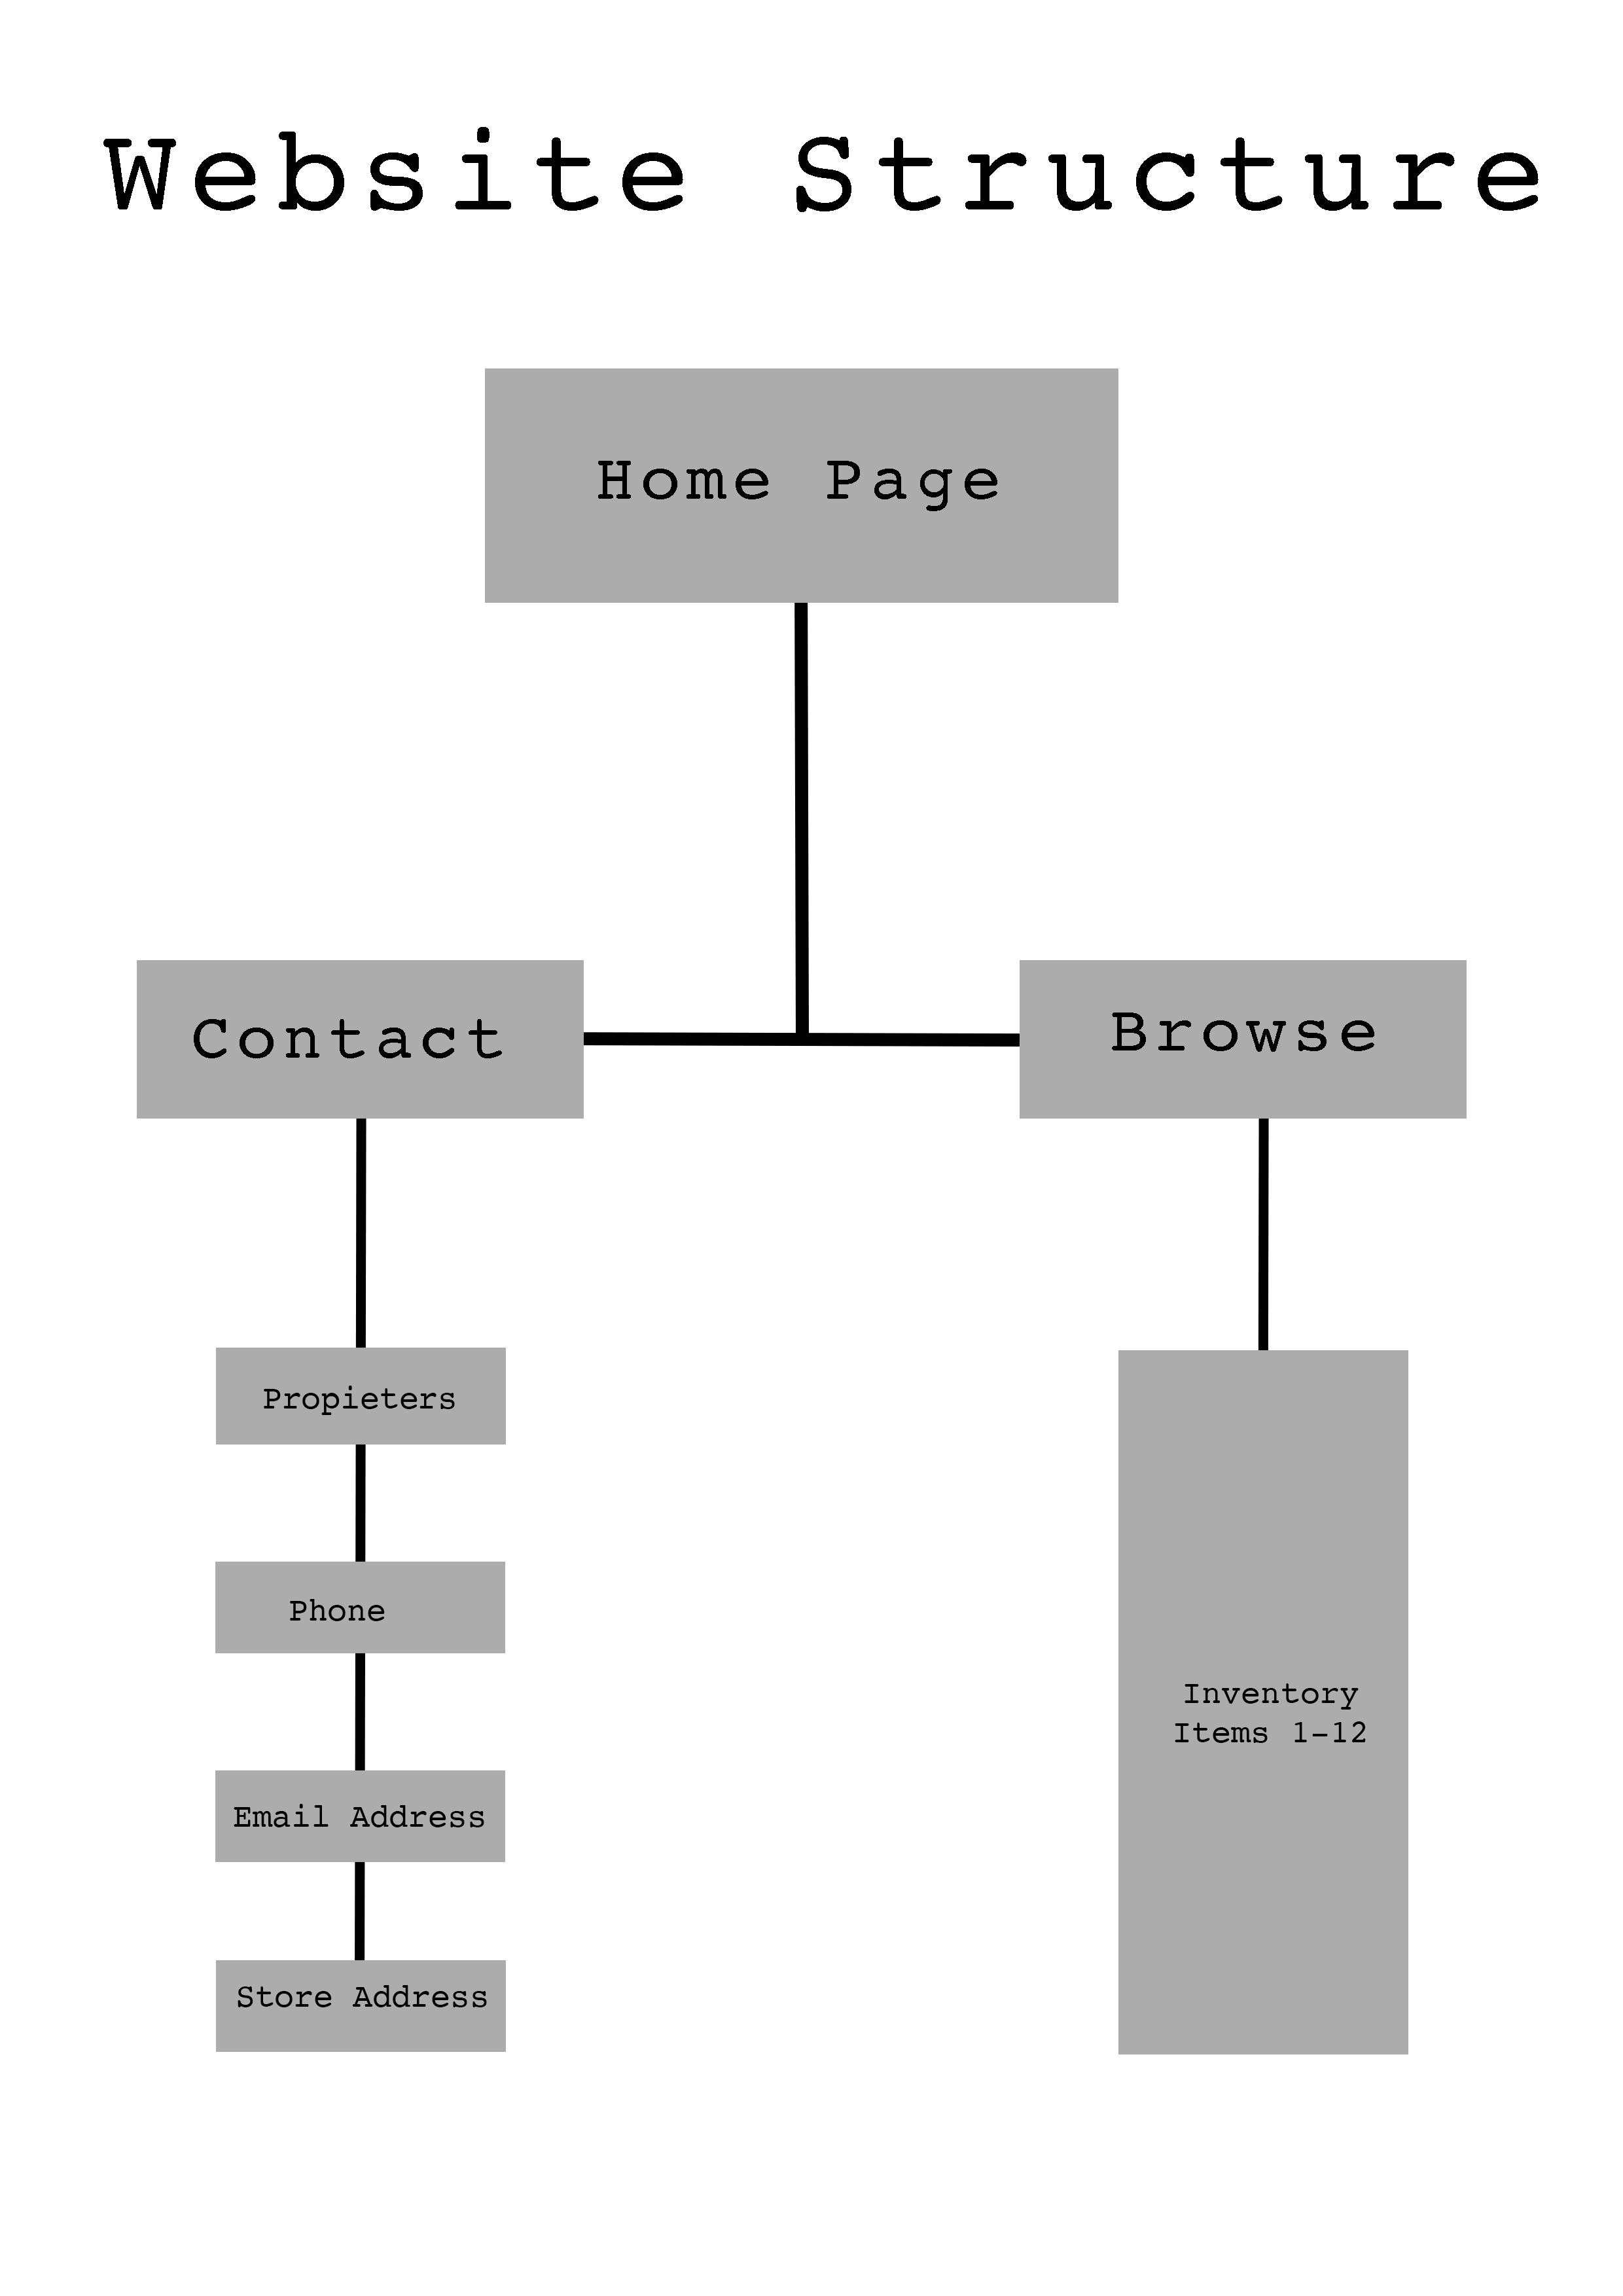 Website Structure
Home Page
Contact
Browse
Propieters
Phone
Email Address
Store Address
Inventory
Items 1-12